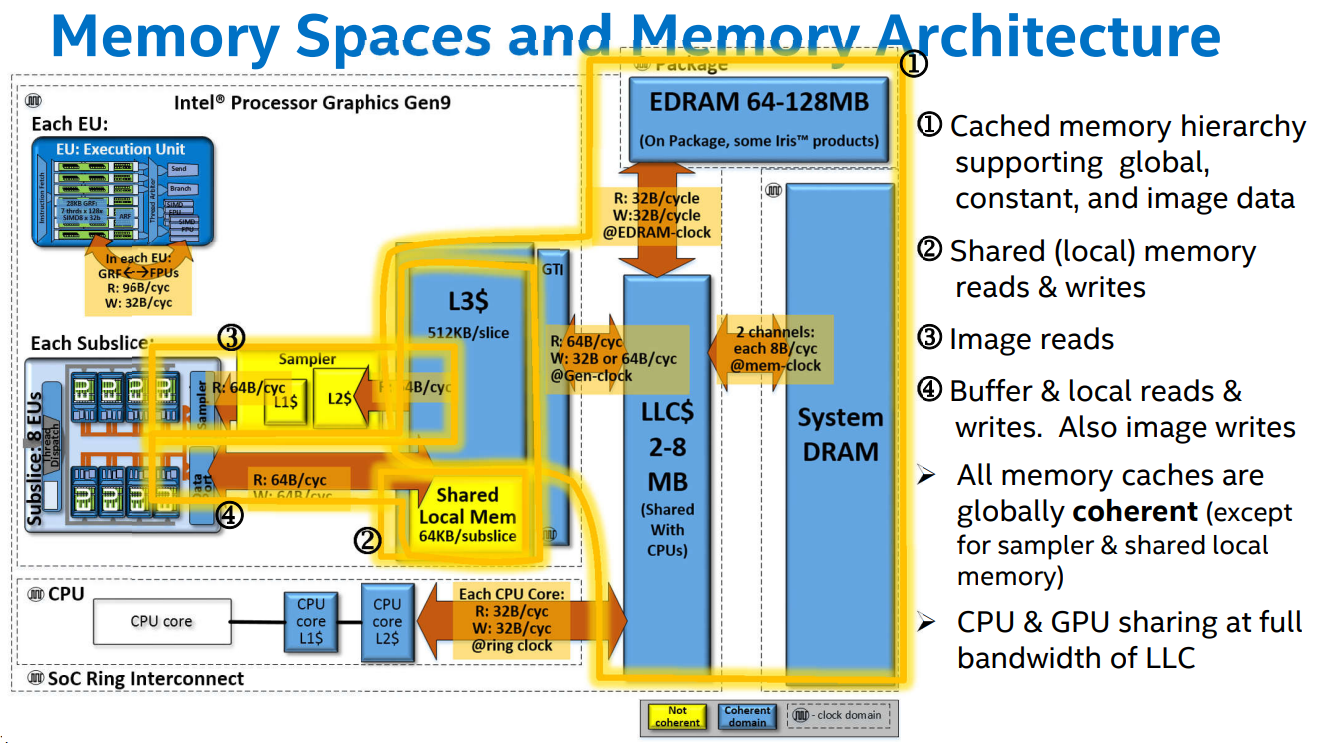 Memory Spaces and Memory Architecture
Package
①
Intel® Processor Graphics Gen9
EDRAM 64-128MB
(On Package, some Iris™ products)
Each EU:
EU: Execution Unit
Instruction Fetch
28KB GRF:
7 thrds x 128x
SIMD8 x 32b
ARF
Thread Arbiter
Send
Branch
SIMD
FPU
SIMD
FPU
In each EU:
GRF←→FPUs
R: 96B/cyc
W: 32B/cyc
R: 32B/cycle
W:32B/cycle
@EDRAM-clock
GTI
L3$
512KB/slice
Each Subslice:
③
Sampler
R: 64B/cyc
L1$
L2$
R: 64B/cyc
Sampler
Subslice: 8 EUs
Thread
Dispatch
Data
Port
R: 64B/cyc
W: 64B/cyc
④
②
Shared
Local Mem
64KB/subslice
R: 64B/cyc
W: 32B or 64B/cyc
@Gen-clock
2 channels:
each 8B/cyc
@mem-clock
LLC$
2-8
MB
(Shared
With
CPUs)
System
DRAM
CPU
CPU core
CPU
core
L1$
CPU
core
L2$
Each CPU Core:
R: 32B/cyc
W: 32B/cyc
@ring clock
SoC Ring Interconnect
Not
coherent
Coherent
domain
- clock domain
① Cached memory hierarchy
supporting global,
constant, and image data
② Shared (local) memory
reads & writes
③ Image reads
④ Buffer & local reads &
writes. Also image writes
➢ All memory caches are
globally coherent (except
for sampler & shared local
memory)
➢ CPU & GPU sharing at full
bandwidth of LLC